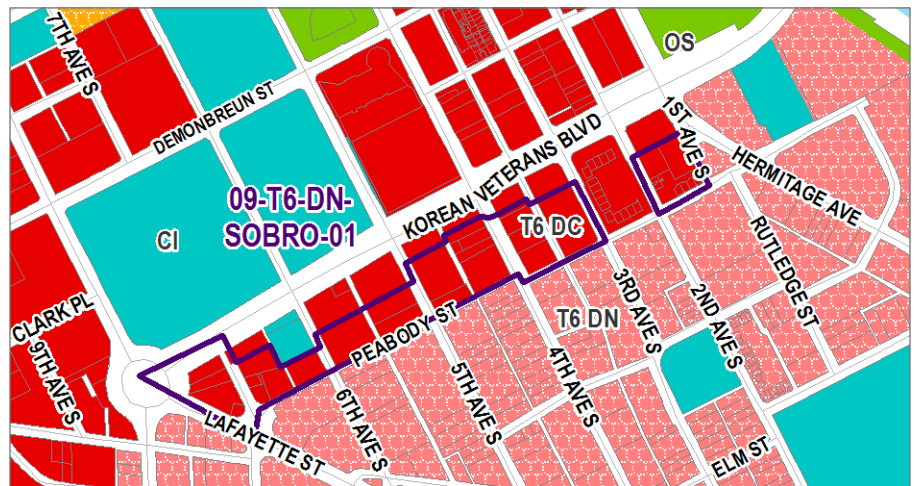 7TH AVE S
OS
DEMONBREUN ST
1ST AVE S
KOREAN VETERANS BLVD
HERMITAGE AVE
09-T6-DN-
SOBRO-01
T6 DC
CI
RUTLEDGE ST
CLARK PL
3RD AVE S
2ND AVE S
T6 DN
PEABODY ST
9TH AVE S
4TH AVE S
5TH AVE S
6TH AVE S
LAFAYETTE ST
ELM ST